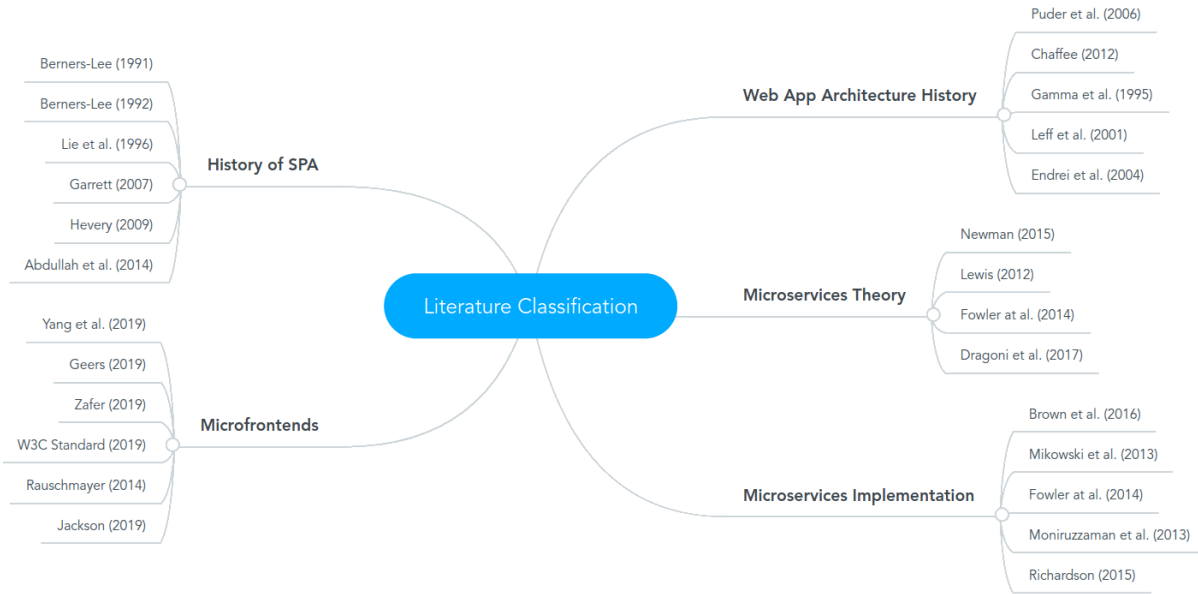 Literature Classification
History of SPA
Berners-Lee (1991)
Berners-Lee (1992)
Lie et al. (1996)
Garrett (2007)
Hevery (2009)
Abdullah et al. (2014)
Microfrontends
Yang et al. (2019)
Geers (2019)
Zafer (2019)
W3C Standard (2019)
Rauschmayer (2014)
Jackson (2019)
Web App Architecture History
Puder et al. (2006)
Chaffee (2012)
Gamma et al. (1995)
Leff et al. (2001)
Endrei et al. (2004)
Microservices Theory
Newman (2015)
Lewis (2012)
Fowler at al. (2014)
Dragoni et al. (2017)
Microservices Implementation
Brown et al. (2016)
Mikowski et al. (2013)
Fowler at al. (2014)
Moniruzzaman et al. (2013)
Richardson (2015)